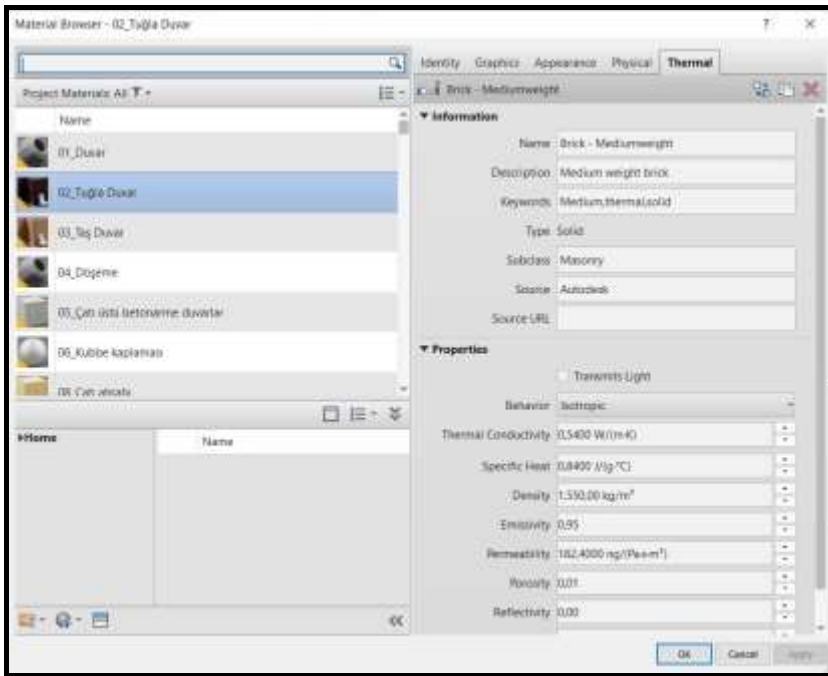 Material Browser - 02_Tuğla Duvar
? ×
Identity Graphics Appearance Physical Thermal
Project Materials: All
Brick - Mediumweight
Name
01_Duvar
02_Tuğla Duvar
03_Taş Duvar
04_Döşeme
05_Çatı üstü betonarme duvarlar
06_Kubbe kaplaması
08_Çatı ahşabı
Home
Name
Information
Name Brick - Mediumweight
Description Medium weight brick
Keywords Medium,thermal,solid
Type Solid
Subclass Masonry
Source Autodesk
Source URL
Properties
Transmits Light
Behavior Isotropic
Thermal Conductivity 0,5400 W/(m·K)
Specific Heat 0,8400 J/(g·°C)
Density 1.550,00 kg/m³
Emissivity 0,95
Permeability 182,4000 ng/(Pa·s·m²)
Porosity 0,01
Reflectivity 0,00
OK Cancel Apply